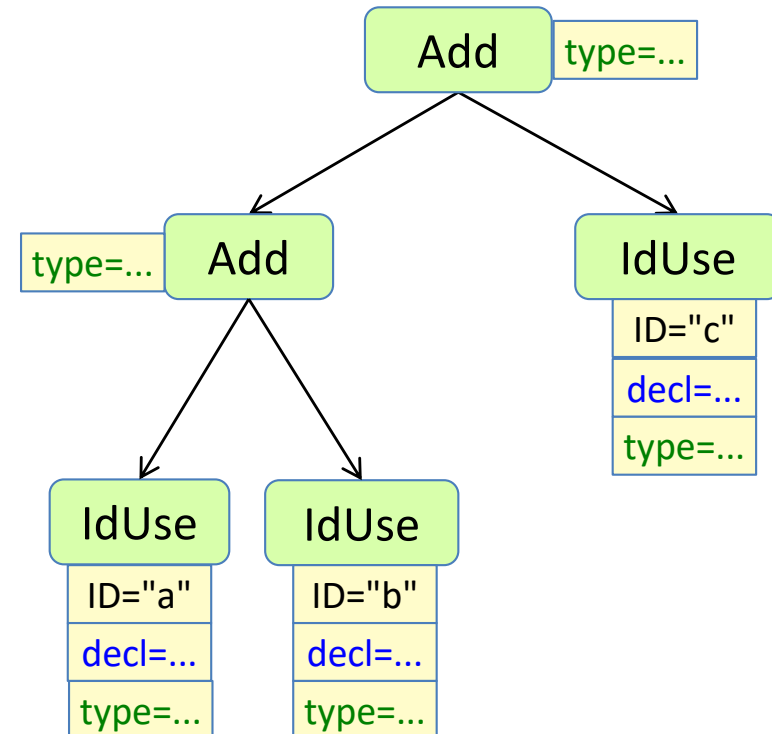 Add
type=...
type=...
Add
IdUse
ID="c"
decl=...
type=...
IdUse
ID="a"
decl=...
type=...
IdUse
ID="b"
decl=...
type=...